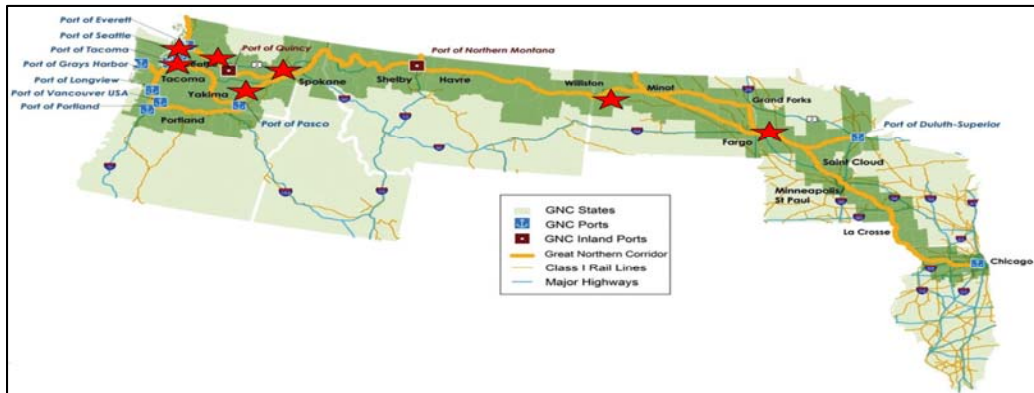 Port of Everett
Port of Seattle
Port of Tacoma
Port of Grays Harbor
Port of Longview
Port of Vancouver USA
Port of Portland
Port of Quincy
Tacoma
Yakima
Portland
Port of Pasco
Spokane
Port of Northern Montana
Shelby
Havre
Williston
Minot
Grand Forks
Fargo
Port of Duluth-Superior
Saint Cloud
Minneapolis/
St Paul
La Crosse
Chicago
GNC States
GNC Ports
GNC Inland Ports
Great Northern Corridor
Class I Rail Lines
Major Highways